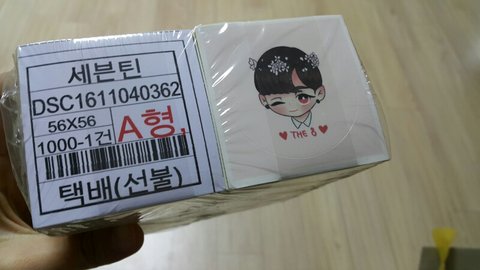 세븐틴
DSC1611040362
56X56
1000-1건
A형,
택배(선불)
THE 8